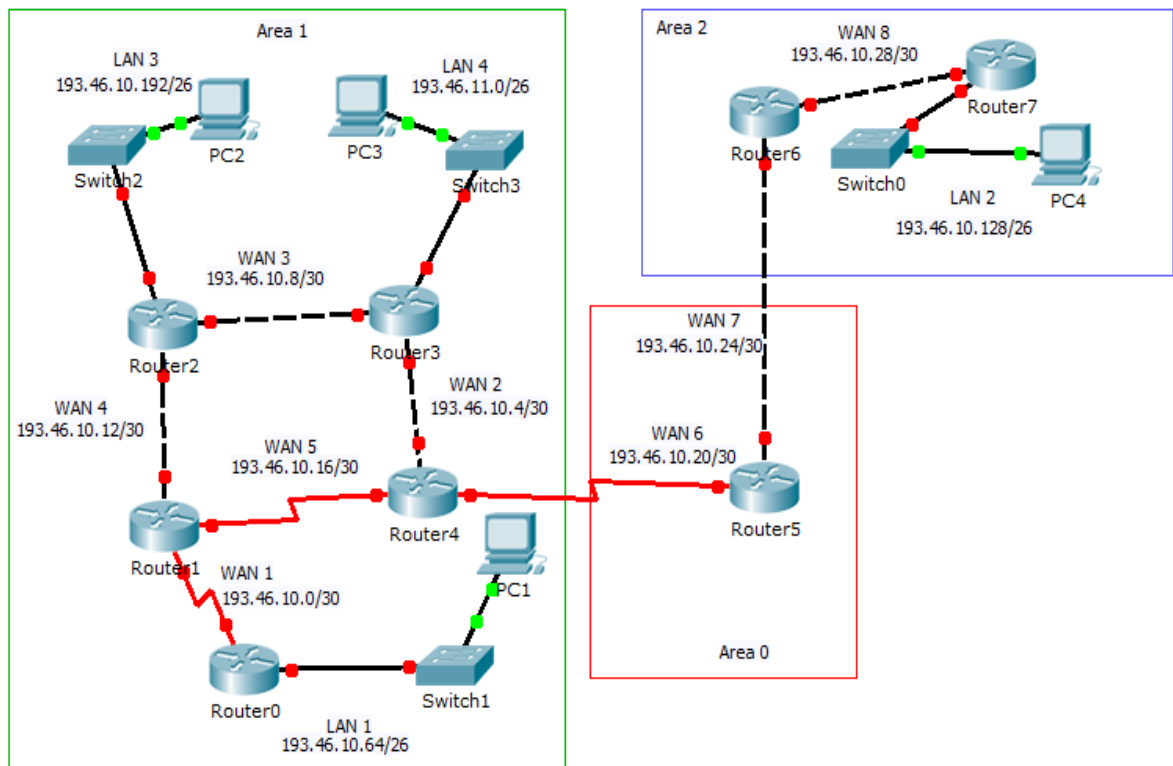 Area 1
LAN 3
193.46.10.192/26
PC2
Switch2
LAN 4
193.46.11.0/26
PC3
Switch3
WAN 3
193.46.10.8/30
Router2
Router3
WAN 4
193.46.10.12/30
WAN 2
193.46.10.4/30
WAN 5
193.46.10.16/30
Router1
Router4
PC1
WAN 1
193.46.10.0/30
Router0
Switch1
LAN 1
193.46.10.64/26
Area 2
WAN 8
193.46.10.28/30
Router7
Router6
Switch0
PC4
LAN 2
193.46.10.128/26
WAN 7
193.46.10.24/30
WAN 6
193.46.10.20/30
Router5
Area 0